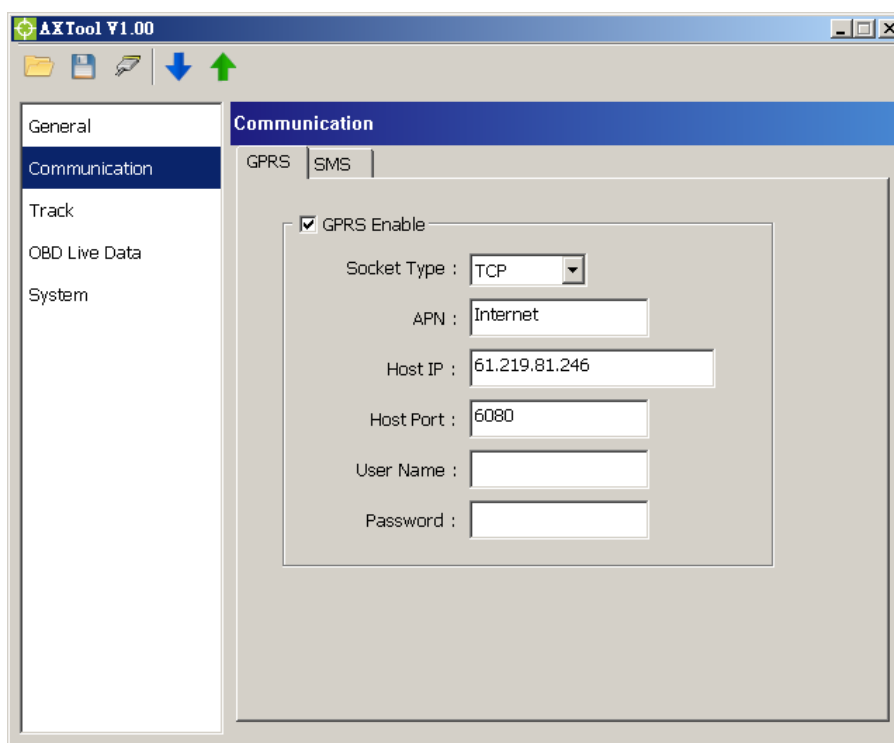 AXTool V1.00
General
Communication
Track
OBD Live Data
System
Communication
GPRS SMS
GPRS Enable
Socket Type : TCP
APN : Internet
Host IP : 61.219.81.246
Host Port : 6080
User Name :
Password :